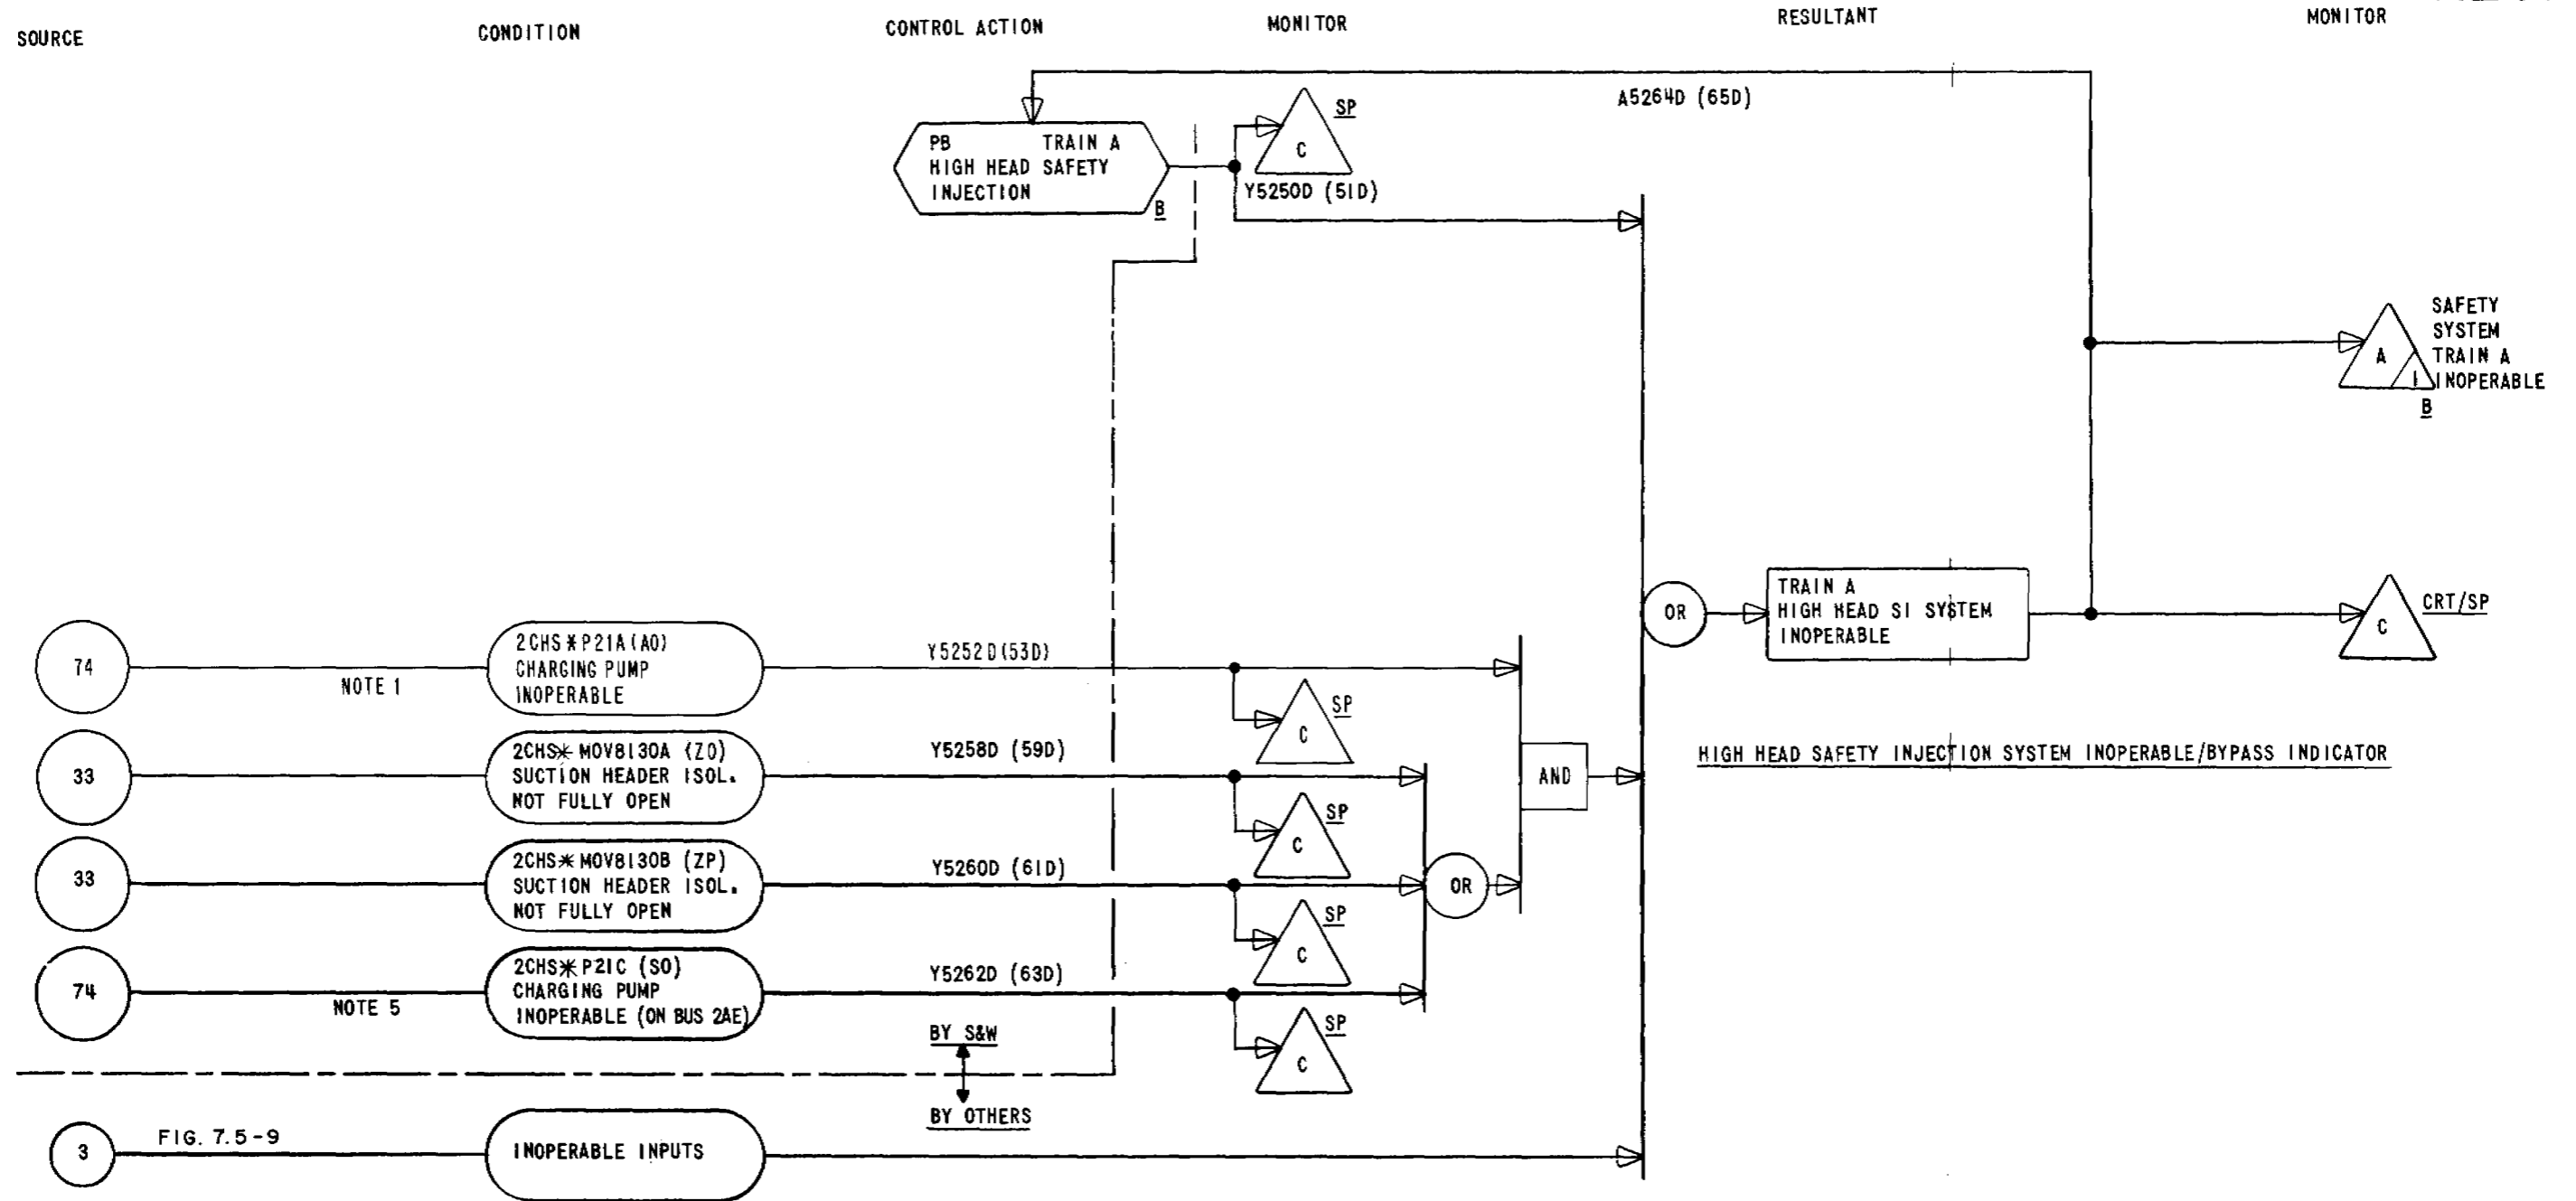 SOURCE
CONDITION
CONTROL ACTION
MONITOR
RESULTANT
MONITOR
A5264D (65D)
PB TRAIN A
HIGH HEAD SAFETY
INJECTION
B
SP
C
Y5250D (51D)
SAFETY
SYSTEM
TRAIN A
INOPERABLE
A
1
B
74
NOTE 1
2CHS*P21A(AO)
CHARGING PUMP
INOPERABLE
Y5252D(53D)
SP
C
OR
TRAIN A
HIGH HEAD SI SYSTEM
INOPERABLE
CRT/SP
C
33
2CHS*MOV8130A (ZO)
SUCTION HEADER ISOL.
NOT FULLY OPEN
Y5258D (59D)
SP
C
AND
HIGH HEAD SAFETY INJECTION SYSTEM INOPERABLE/BYPASS INDICATOR
33
2CHS*MOV8130B (ZP)
SUCTION HEADER ISOL.
NOT FULLY OPEN
Y5260D (61D)
SP
C
OR
74
NOTE 5
2CHS*P21C (SO)
CHARGING PUMP
INOPERABLE (ON BUS 2AE)
Y5262D (63D)
SP
C
BY S&W
BY OTHERS
3
FIG. 7.5-9
INOPERABLE INPUTS